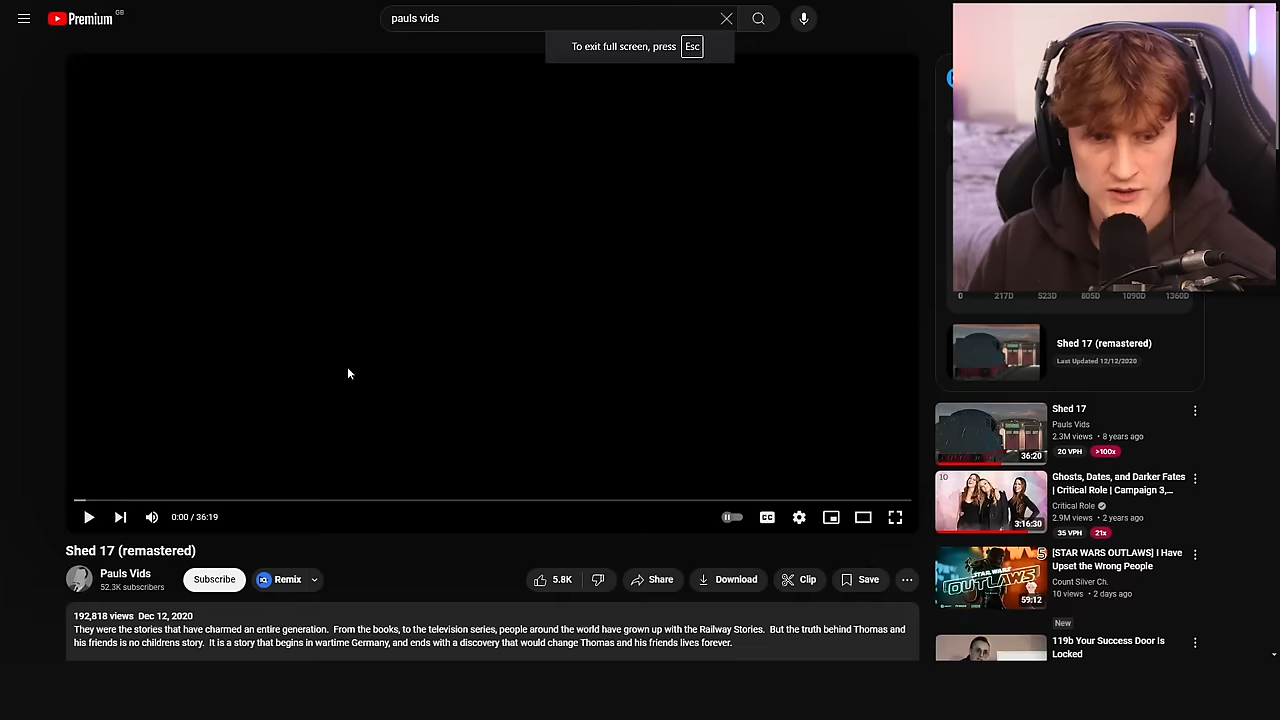 Premium GB
pauls vids
To exit full screen, press Esc
0 217D 523D 805D 1090D 1360D
Shed 17 (remastered)
Last Updated 12/12/2020
Shed 17
Pauls Vids
2.3M views • 8 years ago
20 VPH >100x
36:20
10
Ghosts, Dates, and Darker Fates
| Critical Role | Campaign 3,...
Critical Role
2.9M views • 2 years ago
35 VPH 21x
3:16:30
5
STAR WARS
OUTLAWS
59:12
[STAR WARS OUTLAWS] I Have
Upset the Wrong People
Count Silver Ch.
10 views • 2 days ago
New
119b Your Success Door Is
Locked
0:00 / 36:19
CC
Shed 17 (remastered)
Pauls Vids
52.3K subscribers
Subscribe
IQ Remix
5.8K
Share
Download
Clip
Save
192,818 views Dec 12, 2020
They were the stories that have charmed an entire generation. From the books, to the television series, people around the world have grown up with the Railway Stories. But the truth behind Thomas and
his friends is no childrens story. It is a story that begins in wartime Germany, and ends with a discovery that would change Thomas and his friends lives forever.